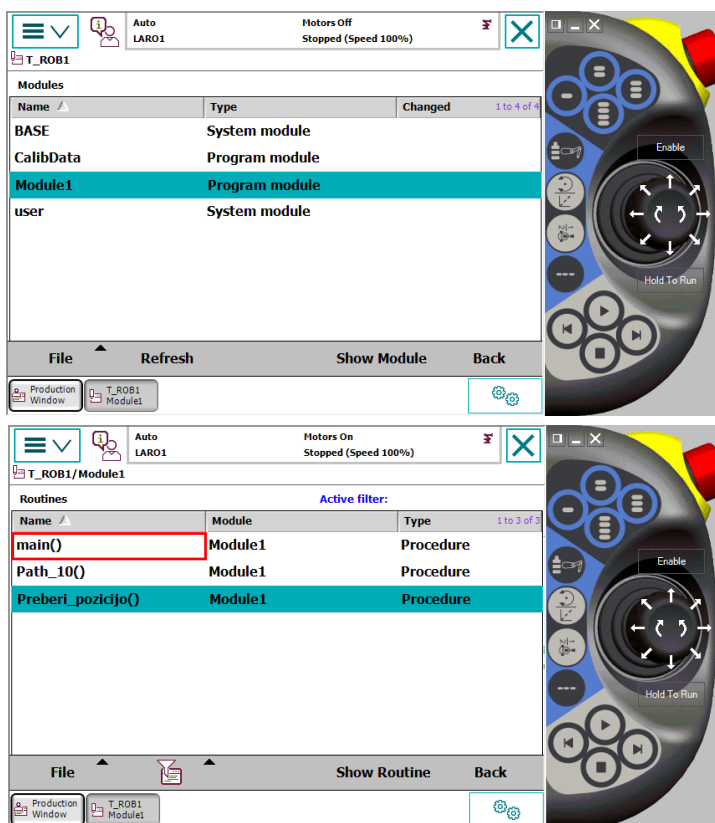 Auto
Motors Off
LARO1
Stopped (Speed 100%)
T_ROB1
Modules
Name Type Changed 1 to 4 of 4
BASE System module
CalibData Program module
Module1 Program module
user System module
Enable
Hold To Run
File Refresh Show Module Back
Production Window
T_ROB1 Module1
Auto
Motors On
LARO1
Stopped (Speed 100%)
T_ROB1/Module1
Routines Active filter:
Name Module Type 1 to 3 of 3
main() Module1 Procedure
Path_10() Module1 Procedure
Preberi_pozicijo() Module1 Procedure
Enable
Hold To Run
File Show Routine Back
Production Window
T_ROB1 Module1